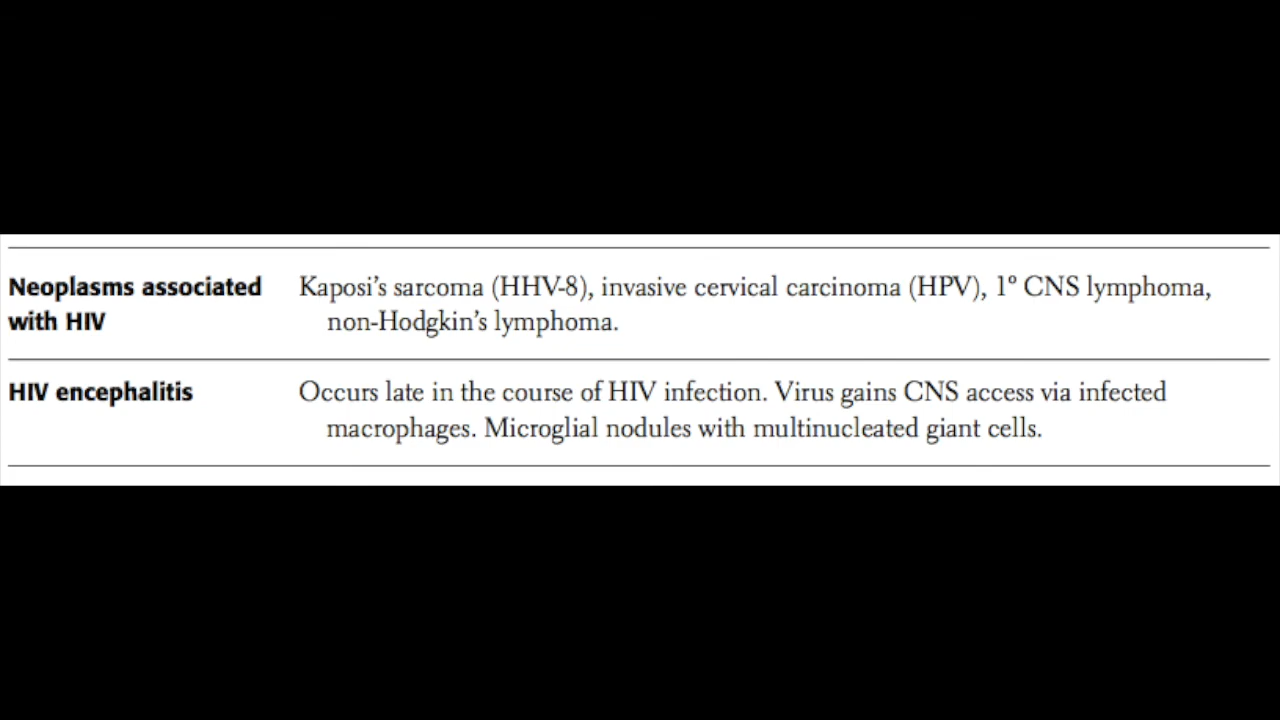 Neoplasms associated with HIV
Kaposi's sarcoma (HHV-8), invasive cervical carcinoma (HPV), 1° CNS lymphoma,
non-Hodgkin's lymphoma.
HIV encephalitis
Occurs late in the course of HIV infection. Virus gains CNS access via infected
macrophages. Microglial nodules with multinucleated giant cells.